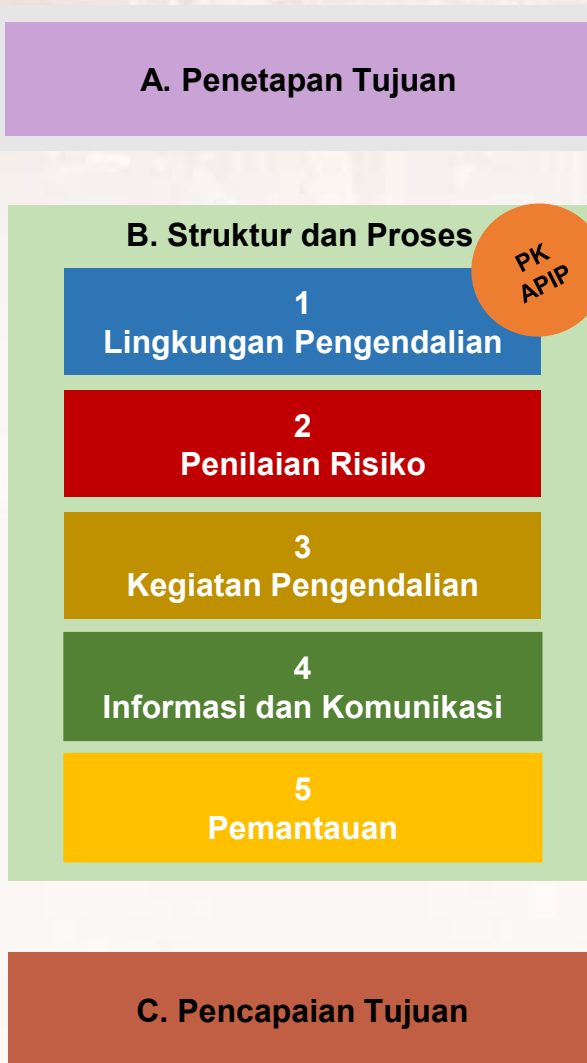 A. Penetapan Tujuan
B. Struktur dan Proses
PK
APIP
1
Lingkungan Pengendalian
2
Penilaian Risiko
3
Kegiatan Pengendalian
4
Informasi dan Komunikasi
5
Pemantauan
C. Pencapaian Tujuan